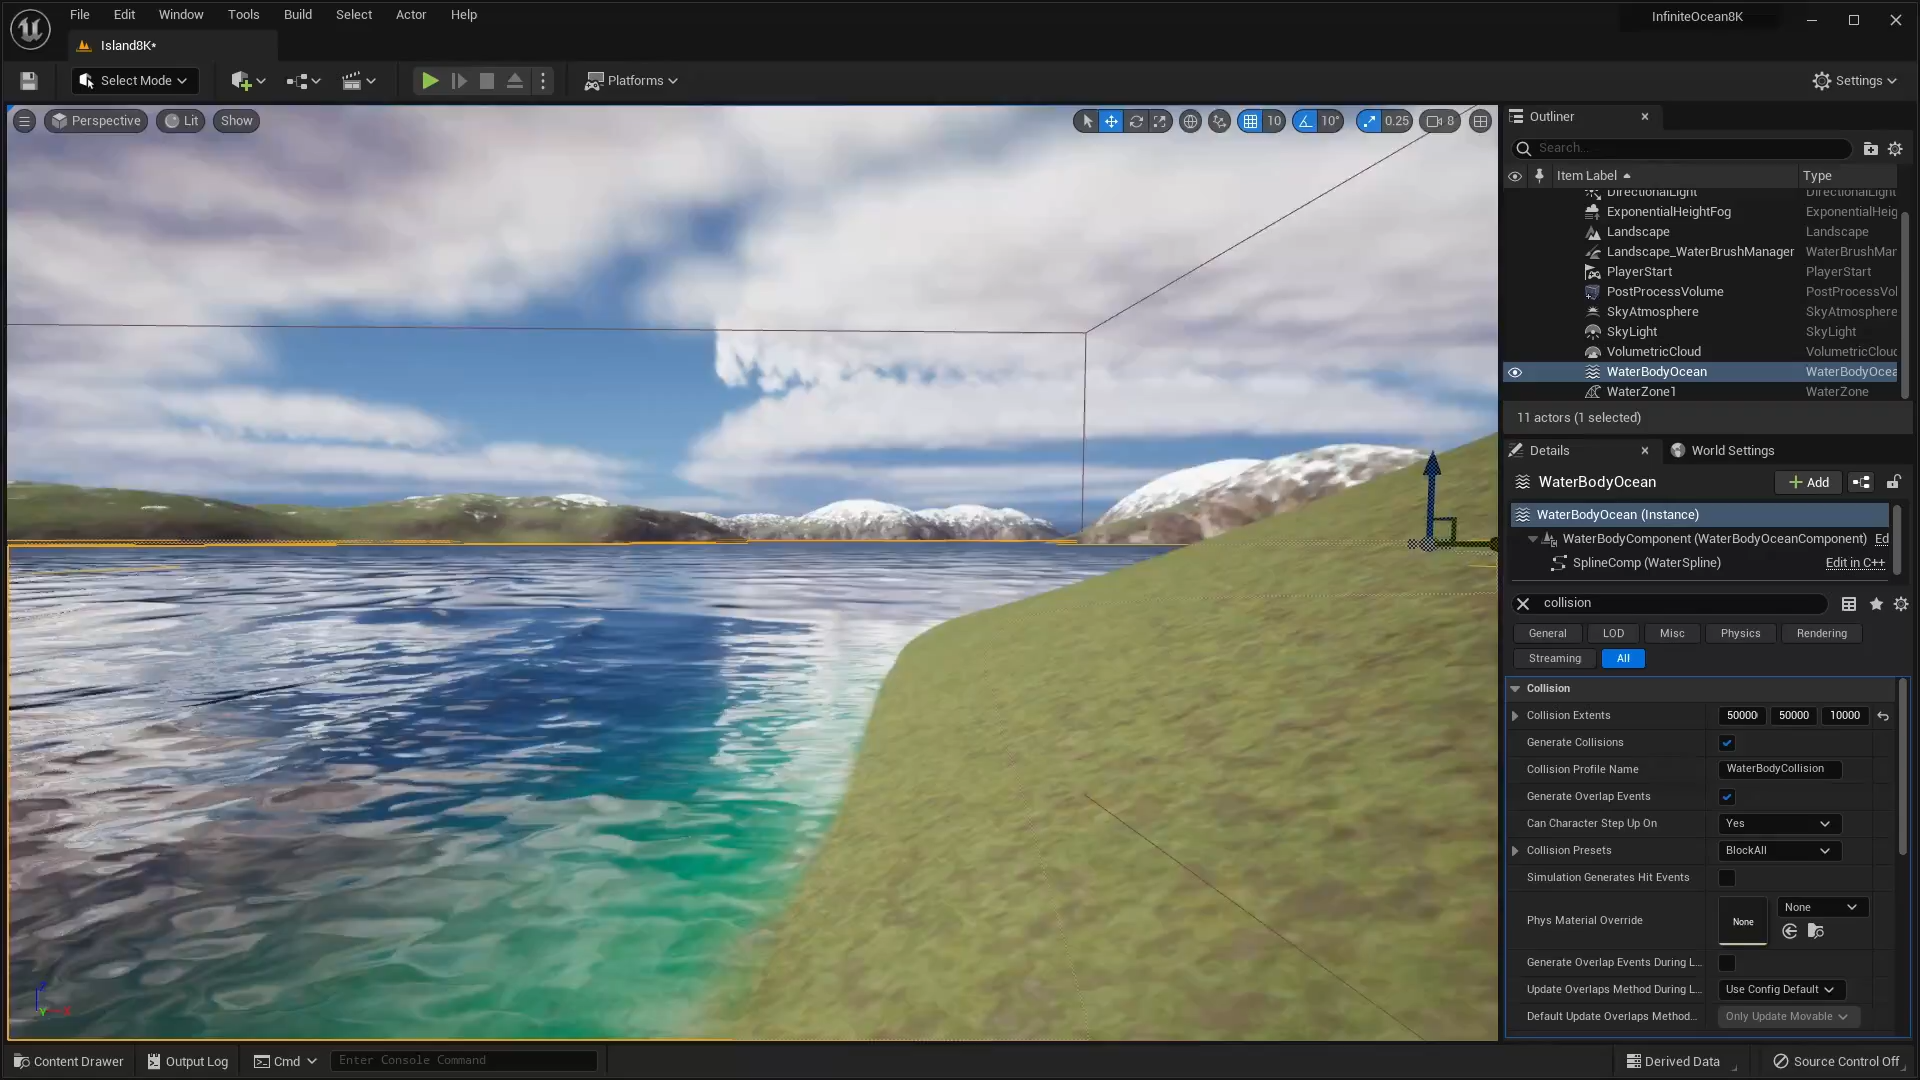 File Edit Window Tools Build Select Actor Help
InfiniteOcean8K
Island8K*
Select Mode
Platforms
Settings
Perspective Lit Show
10 10° 0.25 8
Outliner
Search...
Item Label Type
DirectionalLight DirectionalLight
ExponentialHeightFog ExponentialHeig
Landscape Landscape
Landscape_WaterBrushManager WaterBrushMar
PlayerStart PlayerStart
PostProcessVolume PostProcessVol
SkyAtmosphere SkyAtmosphere
SkyLight SkyLight
VolumetricCloud VolumetricCloud
WaterBodyOcean WaterBodyOcea
WaterZone1 WaterZone
11 actors (1 selected)
Details World Settings
WaterBodyOcean Add
WaterBodyOcean (Instance)
WaterBodyComponent (WaterBodyOceanComponent) Ed
SplineComp (WaterSpline) Edit in C++
collision
General LOD Misc Physics Rendering
Streaming All
Collision
Collision Extents 50000 50000 10000
Generate Collisions
Collision Profile Name WaterBodyCollision
Generate Overlap Events
Can Character Step Up On Yes
Collision Presets BlockAll
Simulation Generates Hit Events
Phys Material Override None None
Generate Overlap Events During L...
Update Overlaps Method During L... Use Config Default
Default Update Overlaps Method... Only Update Movable
Z
Y X
Content Drawer Output Log Cmd Enter Console Command Derived Data Source Control Off